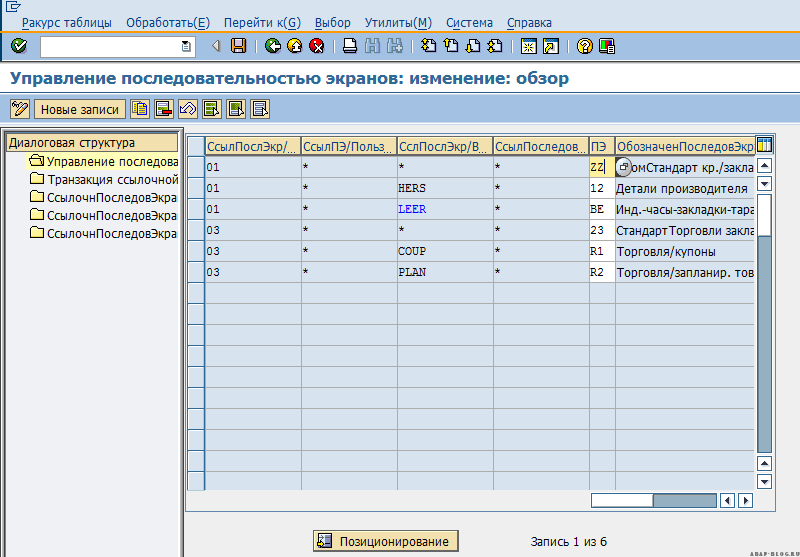 Ракурс таблицы Обработать(E) Перейти к(G) Выбор Утилиты(M) Система Справка
Управление последовательностью экранов: изменение: обзор
Новые записи
Диалоговая структура
Управление последова
Транзакция ссылочной
СсылочнПоследовЭкра
СсылочнПоследовЭкра
СсылочнПоследовЭкра
СсылПослЭкр/... СсылПЭ/Польз... СслПослЭкр/В... СсылПоследов... ПЭ ОбозначенПоследовЭкр
01 * * * ZZ омСтандарт кр./закла
01 * HERS * 12 Детали производителя
01 * LEER * BE Инд.-часы-закладки-тара
03 * * * 23 СтандартТорговли закла
03 * COUP * R1 Торговля/купоны
03 * PLAN * R2 Торговля/запланир. тов
Позиционирование Запись 1 из 6
ABAP-BLOG.RU